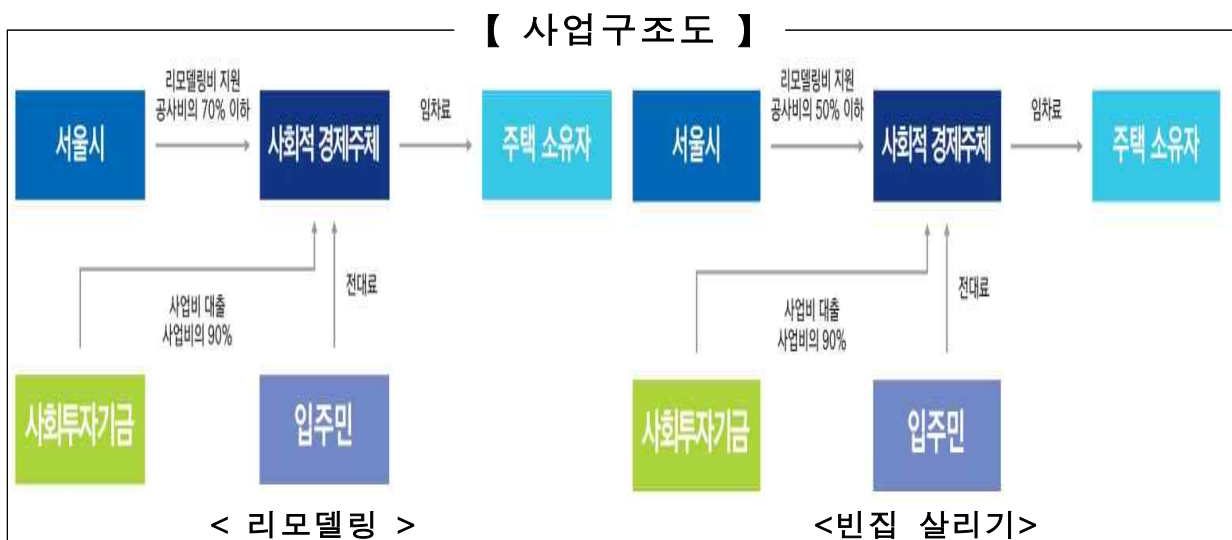 【 사업구조도 】
리모델링비 지원
공사비의 70% 이하
임차료
서울시
사회적 경제주체
주택 소유자
전대료
사업비 대출
사업비의 90%
사회투자기금
입주민
< 리모델링 >
리모델링비 지원
공사비의 50% 이하
임차료
서울시
사회적 경제주체
주택 소유자
전대료
사업비 대출
사업비의 90%
사회투자기금
입주민
<빈집 살리기>